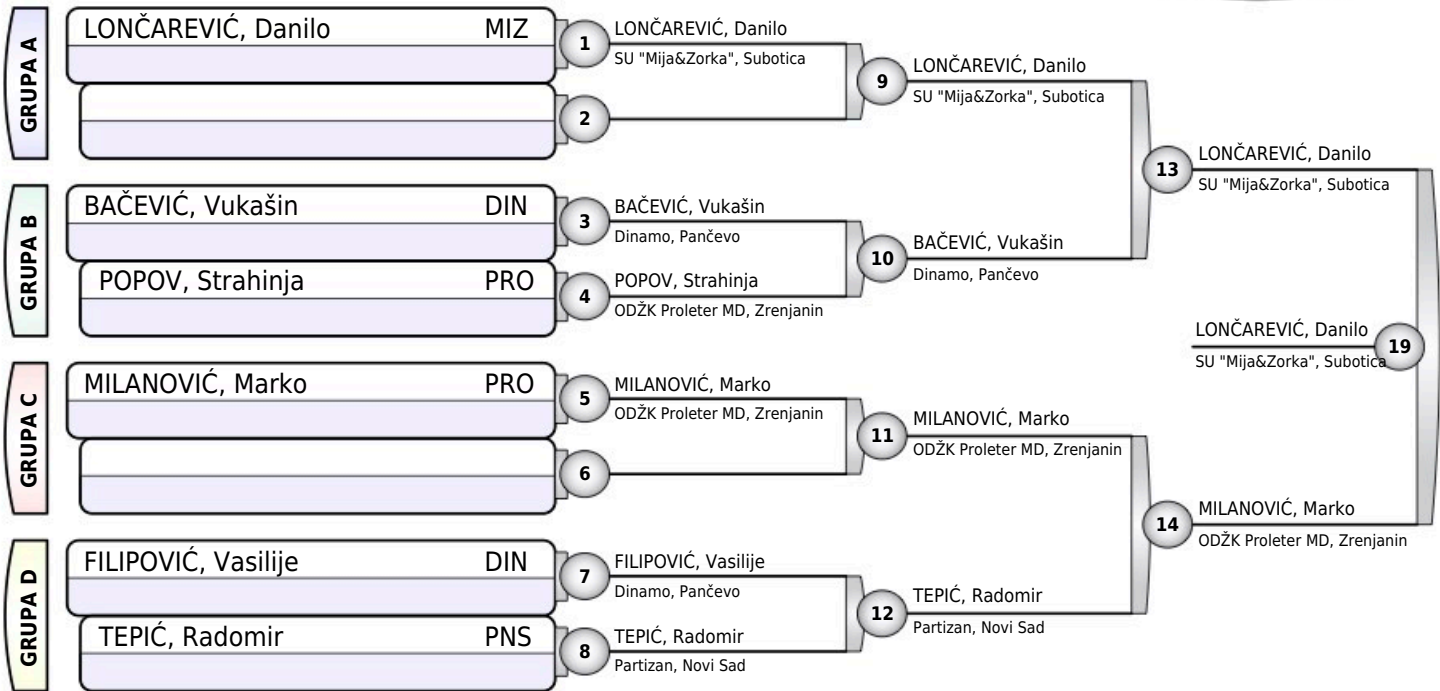 GRUPA A
LONČAREVIĆ, Danilo MIZ
1
LONČAREVIĆ, Danilo
SU "Mija&Zorka", Subotica
2
9
LONČAREVIĆ, Danilo
SU "Mija&Zorka", Subotica
GRUPA B
BAČEVIĆ, Vukašin DIN
3
BAČEVIĆ, Vukašin
Dinamo, Pančevo
POPOV, Strahinja PRO
4
POPOV, Strahinja
ODŽK Proleter MD, Zrenjanin
10
BAČEVIĆ, Vukašin
Dinamo, Pančevo
13
LONČAREVIĆ, Danilo
SU "Mija&Zorka", Subotica
GRUPA C
MILANOVIĆ, Marko PRO
5
MILANOVIĆ, Marko
ODŽK Proleter MD, Zrenjanin
6
11
MILANOVIĆ, Marko
ODŽK Proleter MD, Zrenjanin
GRUPA D
FILIPOVIĆ, Vasilije DIN
7
FILIPOVIĆ, Vasilije
Dinamo, Pančevo
TEPIĆ, Radomir PNS
8
TEPIĆ, Radomir
Partizan, Novi Sad
12
TEPIĆ, Radomir
Partizan, Novi Sad
14
MILANOVIĆ, Marko
ODŽK Proleter MD, Zrenjanin
LONČAREVIĆ, Danilo
SU "Mija&Zorka", Subotica
19